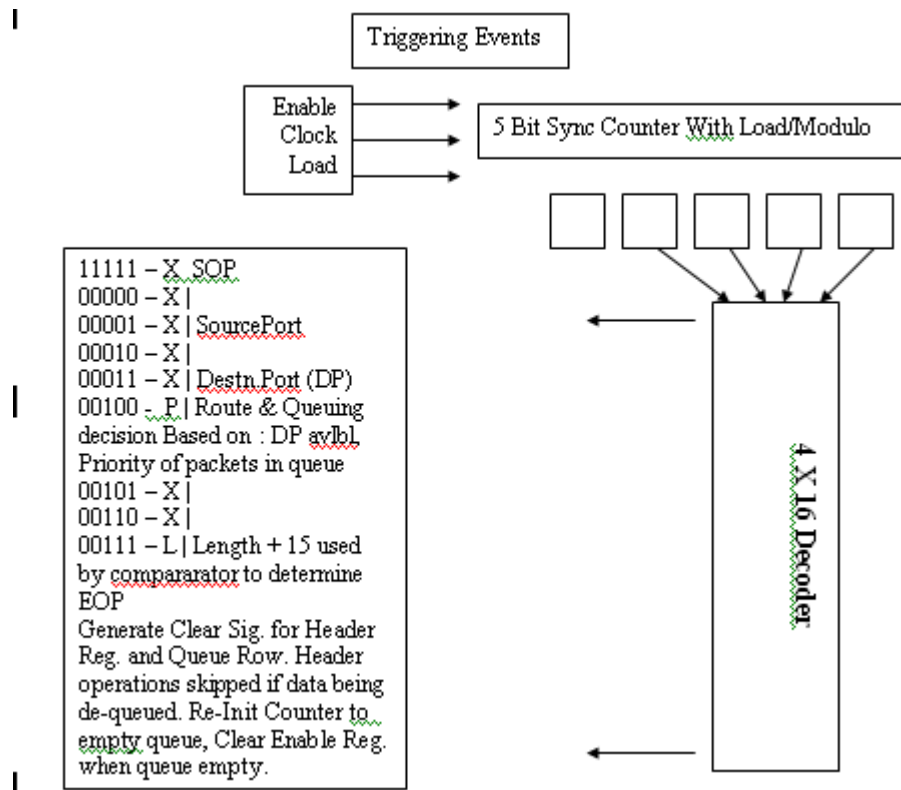 Triggering Events
Enable
Clock
Load
5 Bit Sync Counter With Load/Modulo
11111 – X SOP
00000 – X |
00001 – X | SourcePort
00010 – X |
00011 – X | Destn.Port (DP)
00100 - P | Route & Queuing
decision Based on : DP avlbl,
Priority of packets in queue
00101 – X |
00110 – X |
00111 – L | Length + 15 used
by compararator to determine
EOP
Generate Clear Sig. for Header
Reg. and Queue Row. Header
operations skipped if data being
de-queued. Re-Init Counter to
empty queue, Clear Enable Reg.
when queue empty.
4 X 16 Decoder